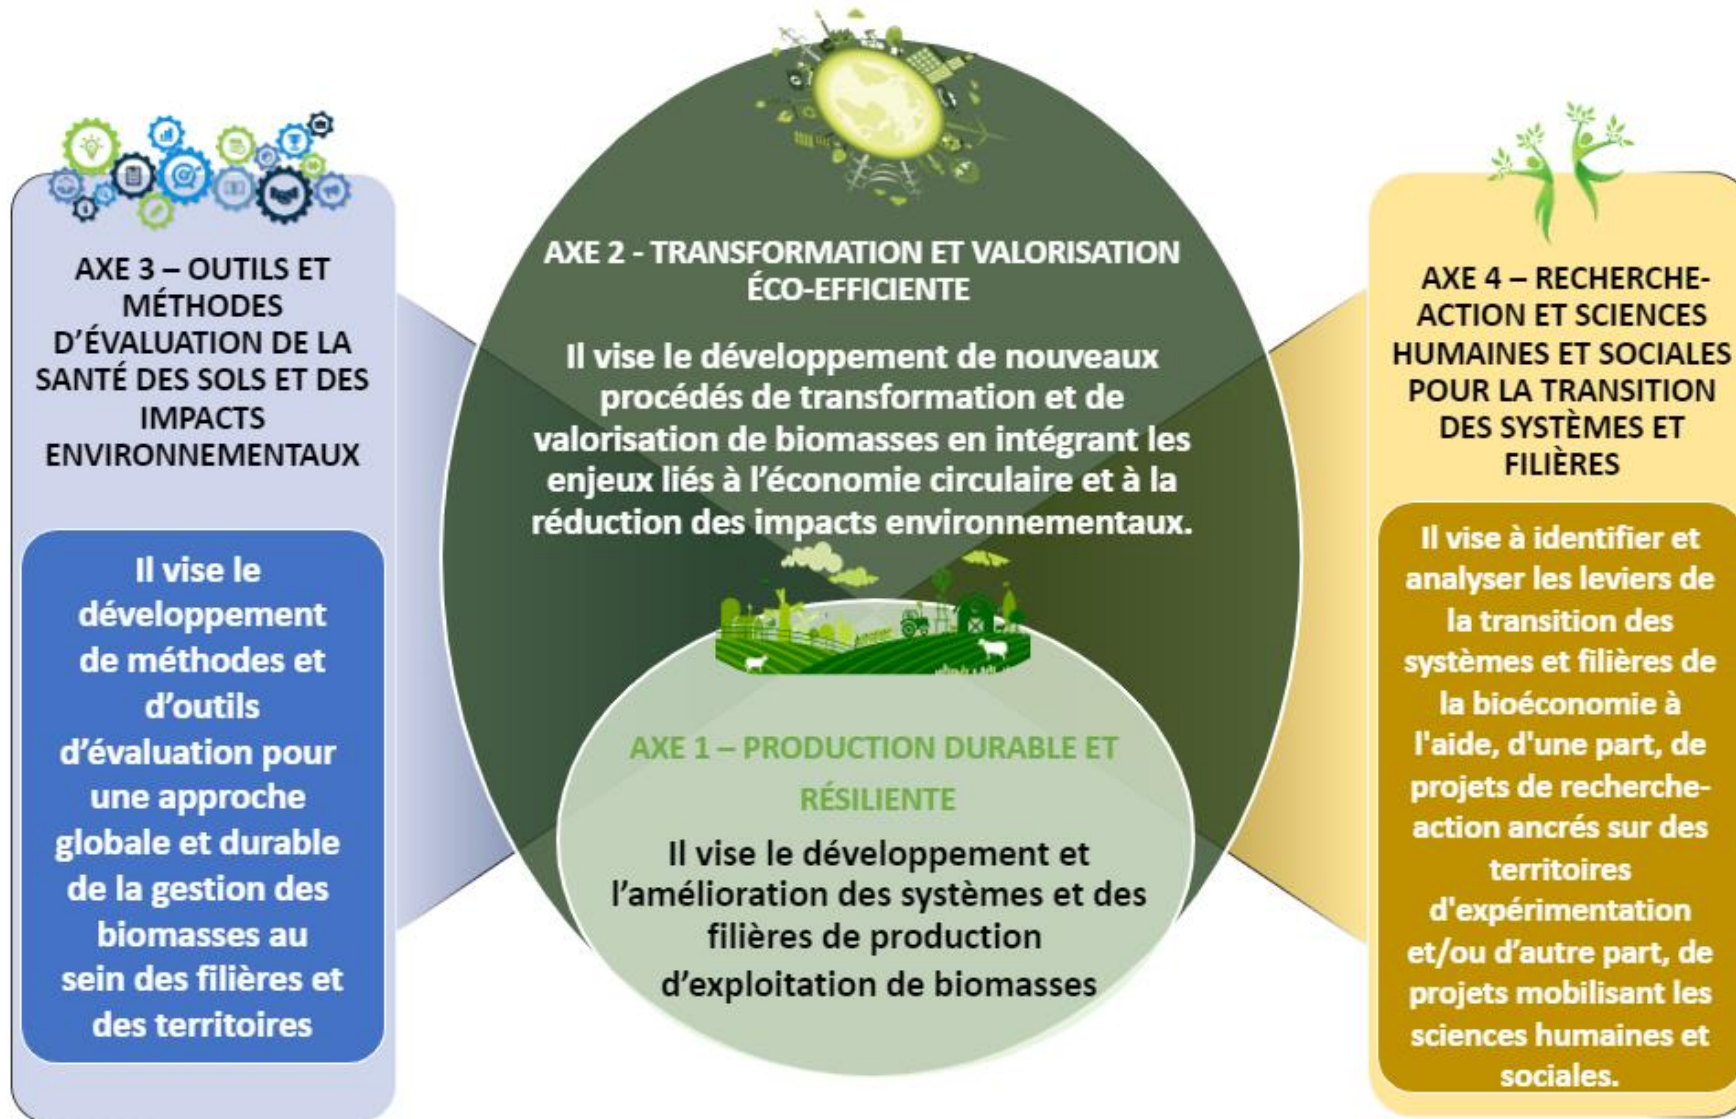 AXE 3 – OUTILS ET
MÉTHODES
D’ÉVALUATION DE LA
SANTÉ DES SOLS ET DES
IMPACTS
ENVIRONNEMENTAUX
Il vise le
développement
de méthodes et
d’outils
d’évaluation pour
une approche
globale et durable
de la gestion des
biomasses au
sein des filières et
des territoires
AXE 2 - TRANSFORMATION ET VALORISATION
ÉCO-EFFICIENTE
Il vise le développement de nouveaux
procédés de transformation et de
valorisation de biomasses en intégrant les
enjeux liés à l’économie circulaire et à la
réduction des impacts environnementaux.
AXE 1 – PRODUCTION DURABLE ET
RÉSILIENTE
Il vise le développement et
l’amélioration des systèmes et des
filières de production
d’exploitation de biomasses
AXE 4 – RECHERCHE-
ACTION ET SCIENCES
HUMAINES ET SOCIALES
POUR LA TRANSITION
DES SYSTÈMES ET
FILIÈRES
Il vise à identifier et
analyser les leviers de
la transition des
systèmes et filières de
la bioéconomie à
l'aide, d'une part, de
projets de recherche-
action ancrés sur des
territoires
d'expérimentation
et/ou d’autre part, de
projets mobilisant les
sciences humaines et
sociales.